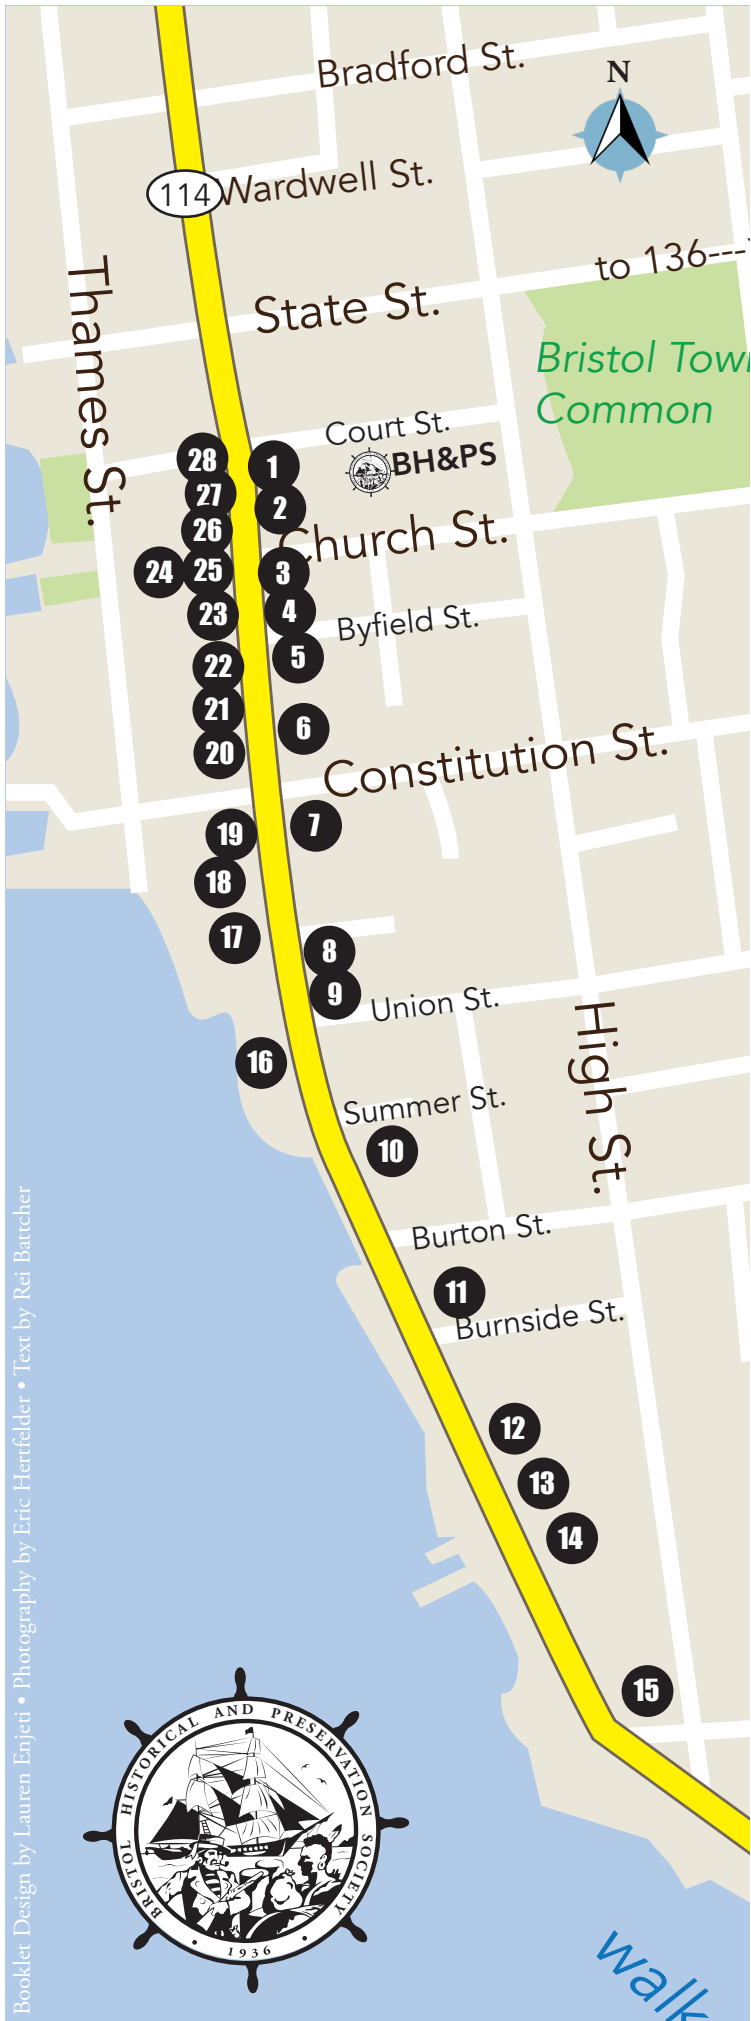 Bradford St.
N
114
Wardwell St.
to 136---
State St.
Thames St.
Bristol Tow
Common
Court St.
BH&PS
28
1
27
2
26
Church St.
24
25
3
23
4
Byfield St.
5
22
21
6
20
Constitution St.
19
7
18
17
8
9
Union St.
High St.
16
Summer St.
10
Burton St.
11
Burnside St.
12
13
14
15
BRISTOL HISTORICAL AND PRESERVATION SOCIETY
• 1936 •
Booklet Design by Lauren Enjeti • Photography by Eric Hertfelder • Text by Rei Battcher
walk